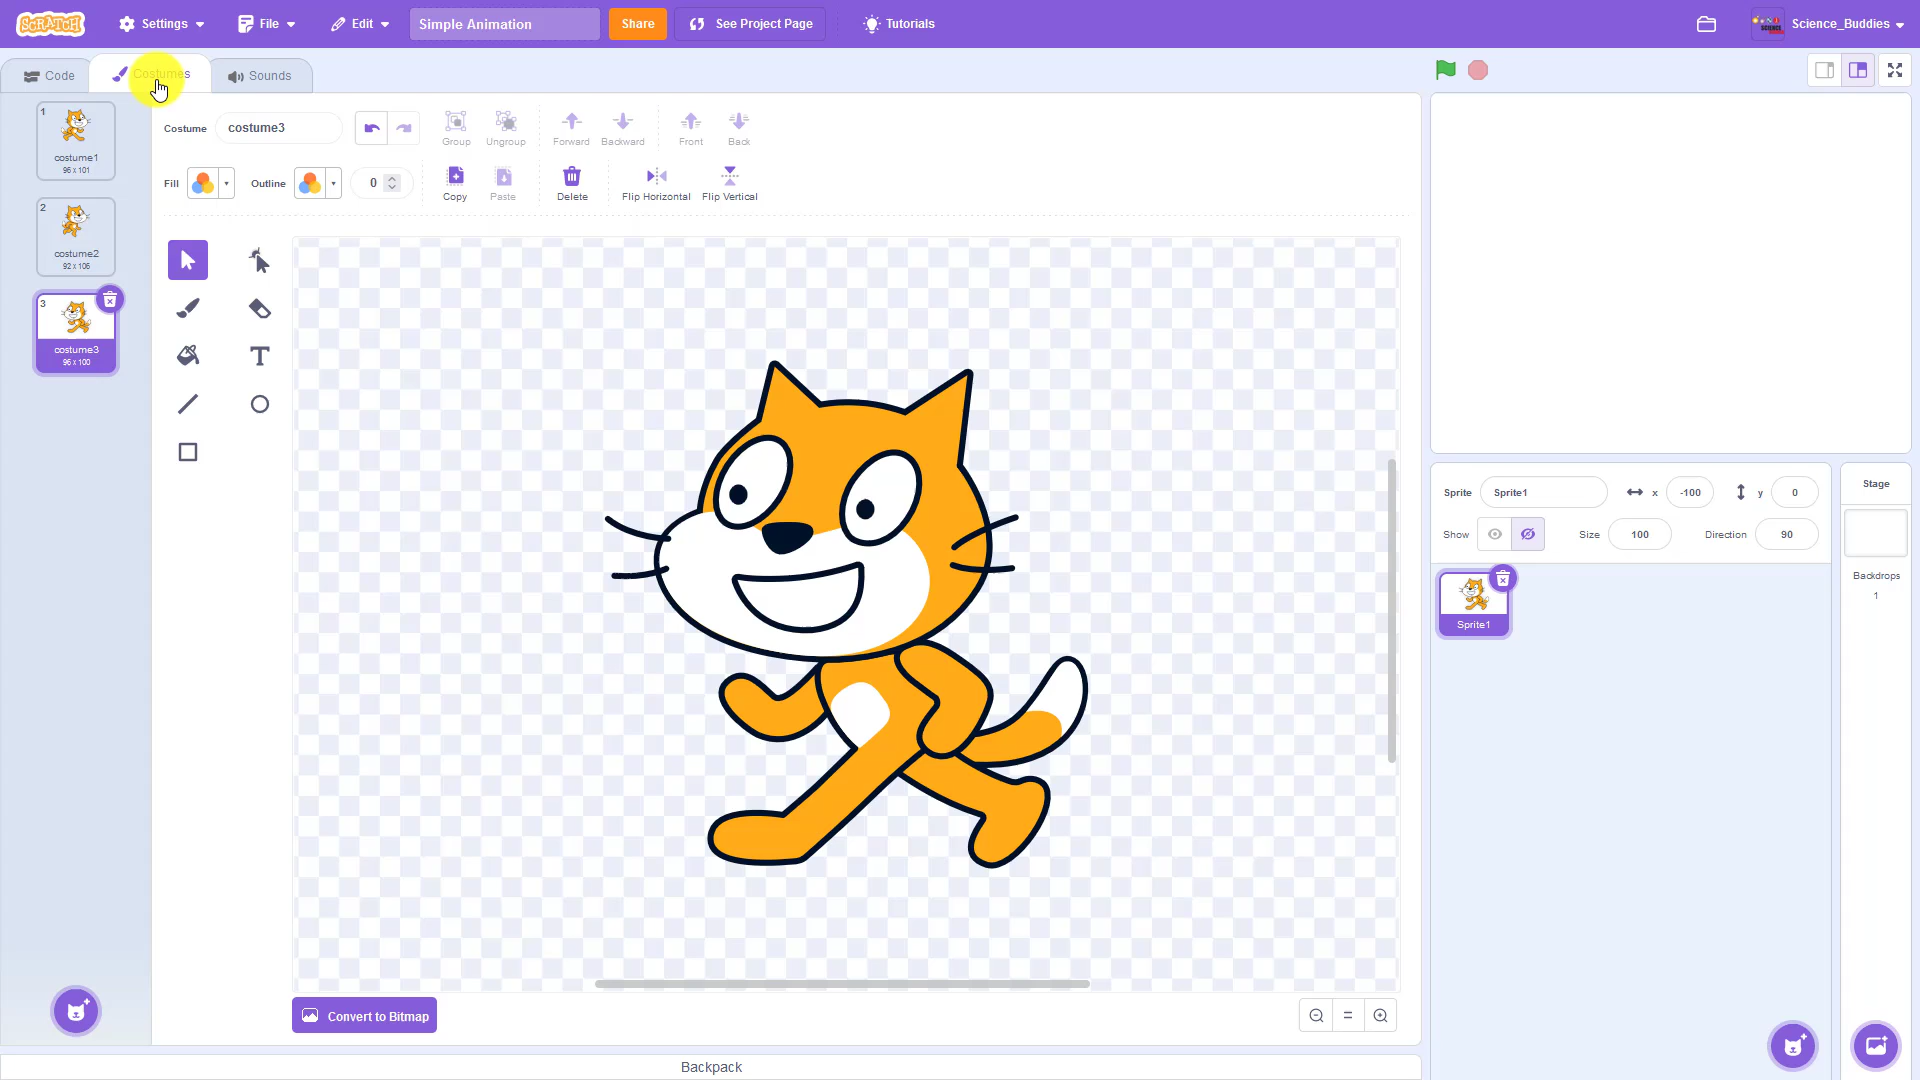 SCRATCH Settings File Edit Simple Animation Share See Project Page Tutorials Science_Buddies
Code Costumes Sounds
1
costume1
96 x 101
2
costume2
92 x 106
3
costume3
96 x 100
Costume costume3 Group Ungroup Forward Backward Front Back
Fill Outline 0 Copy Paste Delete Flip Horizontal Flip Vertical
T
Convert to Bitmap
Backpack
Sprite Sprite1 x -100 y 0
Show Size 100 Direction 90
Sprite1
Stage
Backdrops
1